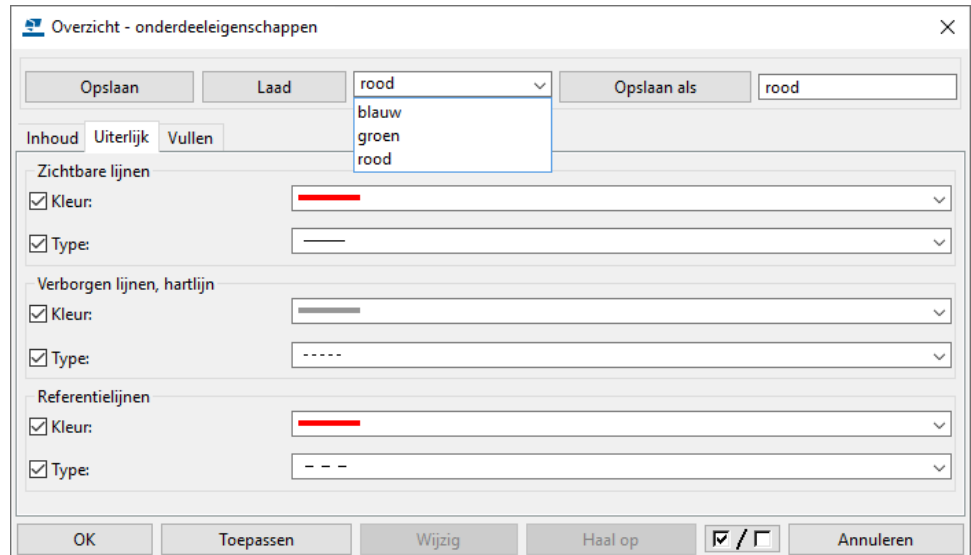 Overzicht - onderdeeleigenschappen
Opslaan Laad rood Opslaan als rood
blauw
groen
rood
Inhoud Uiterlijk Vullen
Zichtbare lijnen
Kleur:
Type:
Verborgen lijnen, hartlijn
Kleur:
Type:
Referentielijnen
Kleur:
Type:
OK Toepassen Wijzig Haal op / Annuleren